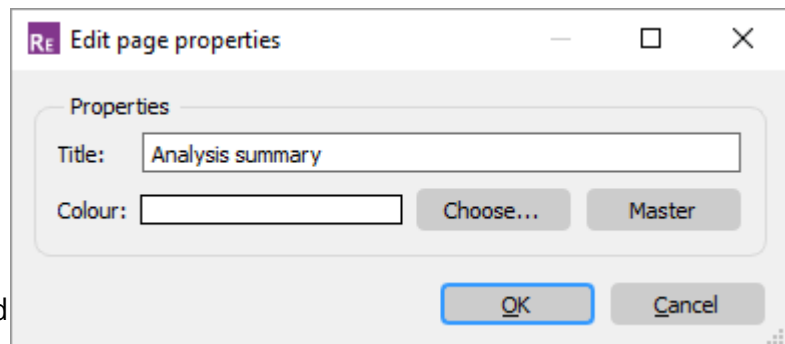 RE Edit page properties
Properties
Title: Analysis summary
Colour: Choose... Master
d OK Cancel